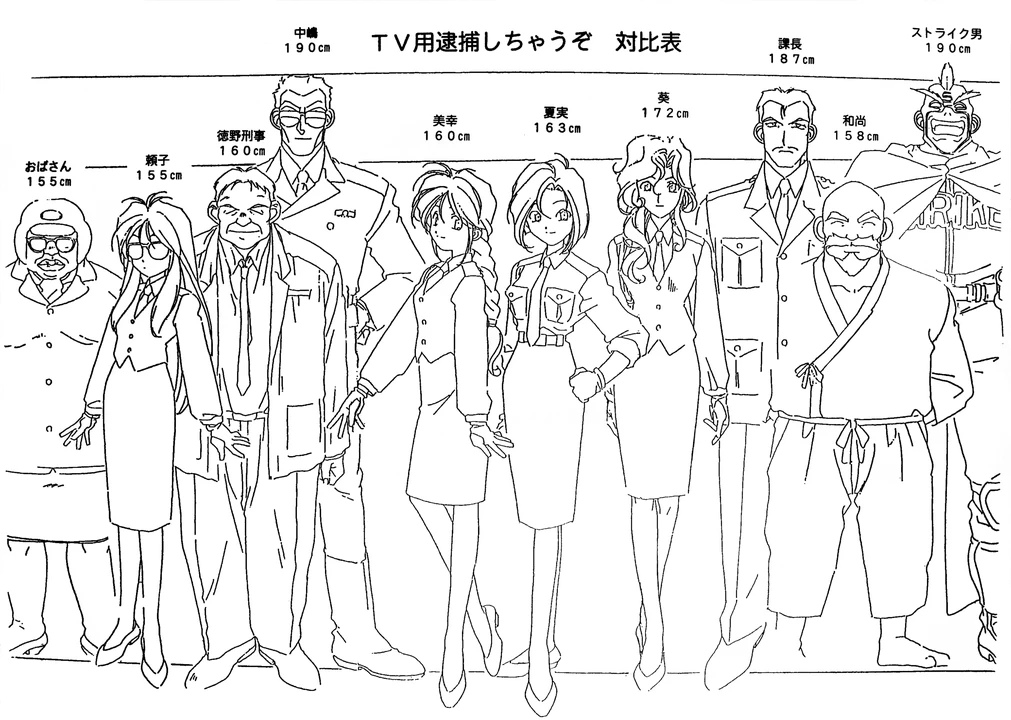 TV用逮捕しちゃうぞ 対比表
おばさん
155cm
頼子
155cm
徳野刑事
160cm
中嶋
190cm
美幸
160cm
夏実
163cm
葵
172cm
課長
187cm
和尚
158cm
ストライク男
190cm
S
TRIKE